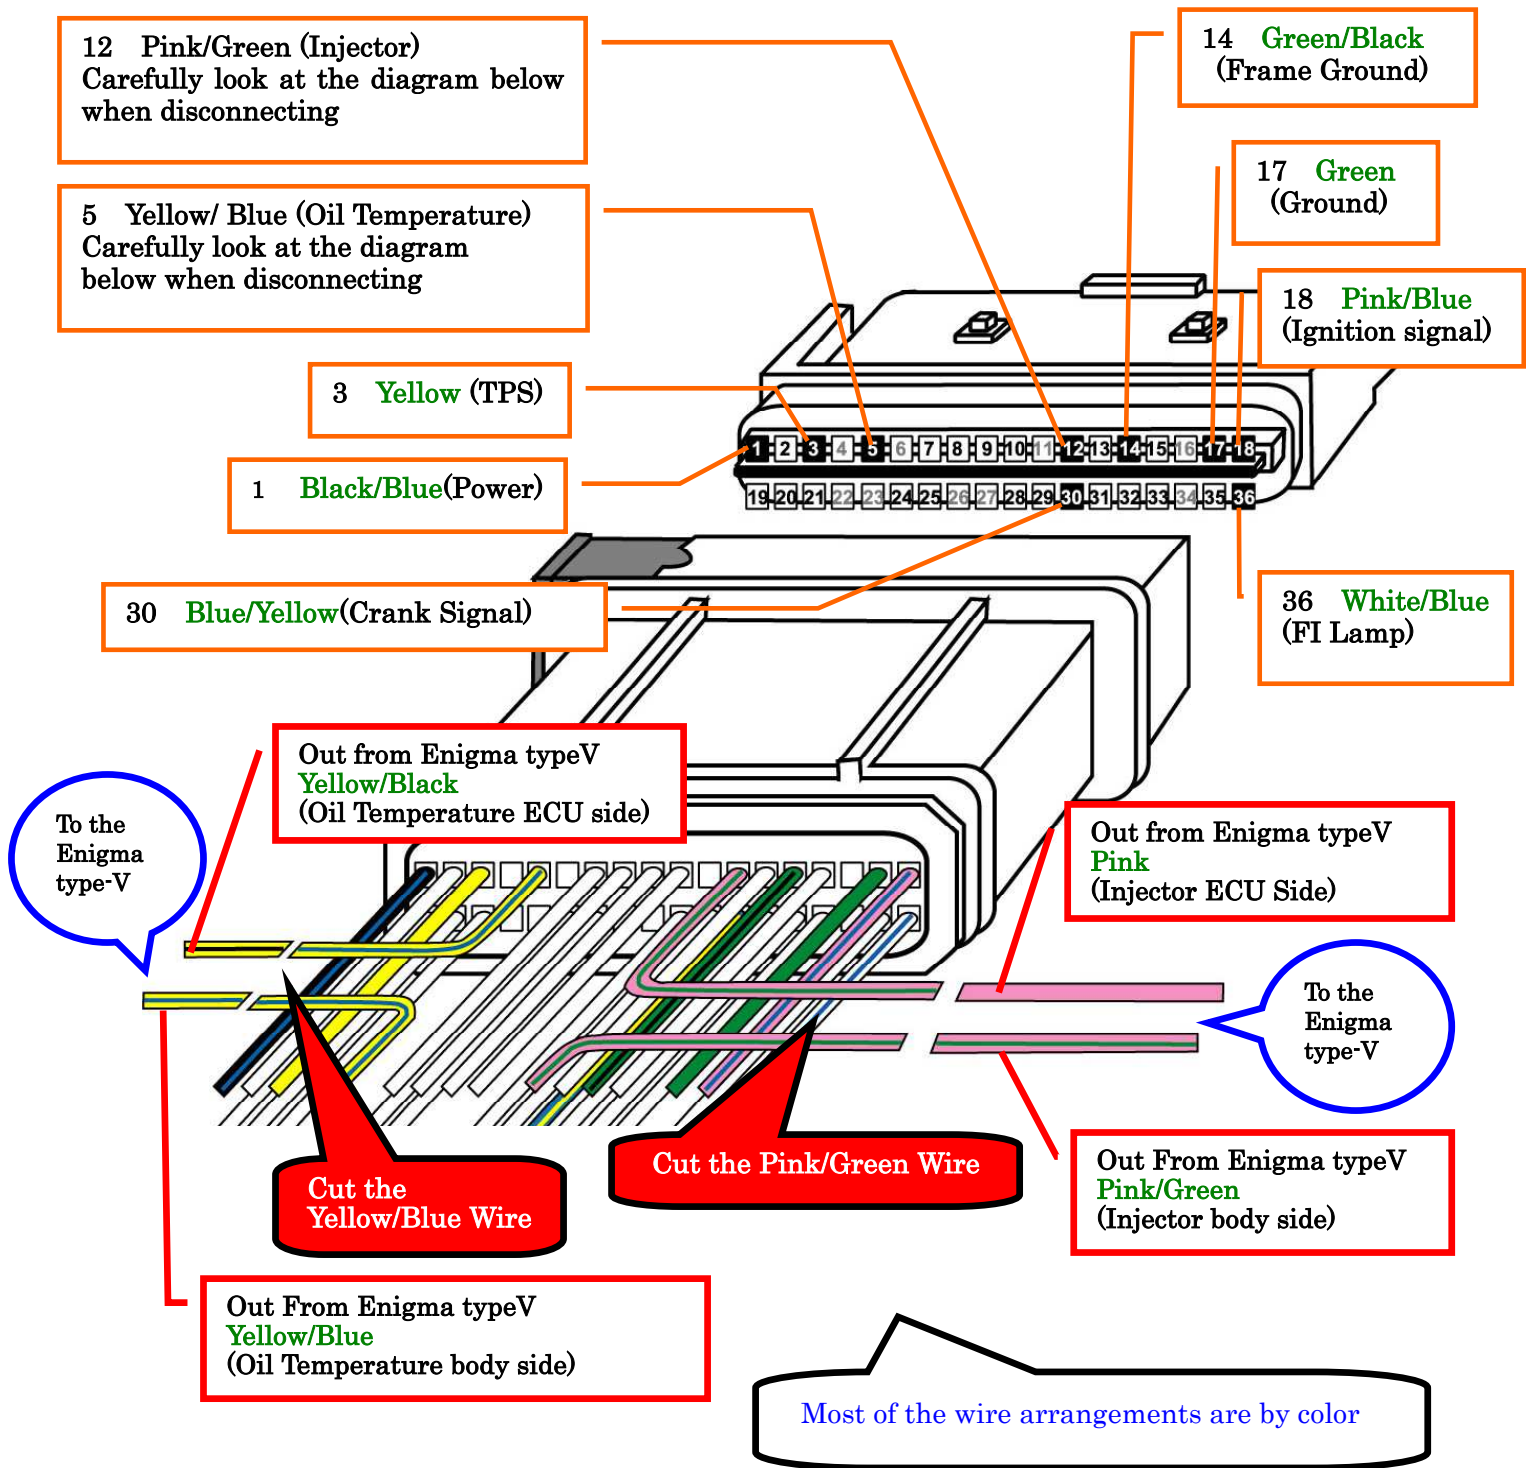 12 Pink/Green (Injector)
Carefully look at the diagram below
when disconnecting
14 Green/Black
(Frame Ground)
17 Green
(Ground)
5 Yellow/ Blue (Oil Temperature)
Carefully look at the diagram
below when disconnecting
18 Pink/Blue
(Ignition signal)
3 Yellow (TPS)
1 2 3 4 5 6 7 8 9 10 11 12 13 14 15 16 17 18
1 Black/Blue(Power)
19 20 21 22 23 24 25 26 27 28 29 30 31 32 33 34 35 36
30 Blue/Yellow(Crank Signal)
36 White/Blue
(FI Lamp)
Out from Enigma typeV
Yellow/Black
(Oil Temperature ECU side)
To the
Enigma
type-V
Out from Enigma typeV
Pink
(Injector ECU Side)
To the
Enigma
type-V
Cut the Pink/Green Wire
Cut the
Yellow/Blue Wire
Out From Enigma typeV
Pink/Green
(Injector body side)
Out From Enigma typeV
Yellow/Blue
(Oil Temperature body side)
Most of the wire arrangements are by color